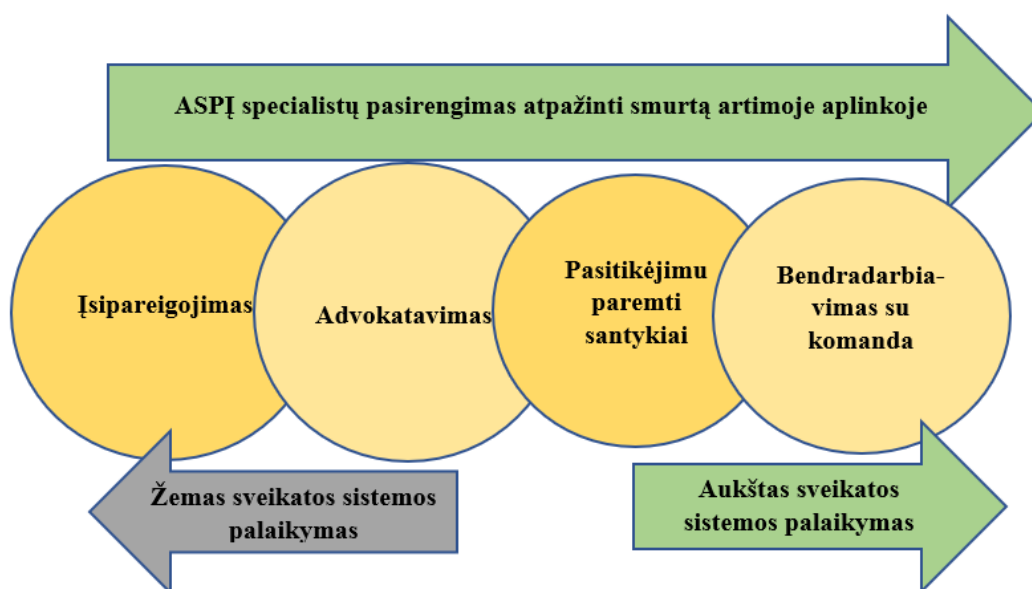 ASPĮ specialistų pasirengimas atpažinti smurtą artimoje aplinkoje
Įsipareigojimas
Advokatavimas
Pasitikėjimu
paremti
santykiai
Bendradarbia-
vimas su
komanda
Žemas sveikatos sistemos
palaikymas
Aukštas sveikatos
sistemos palaikymas